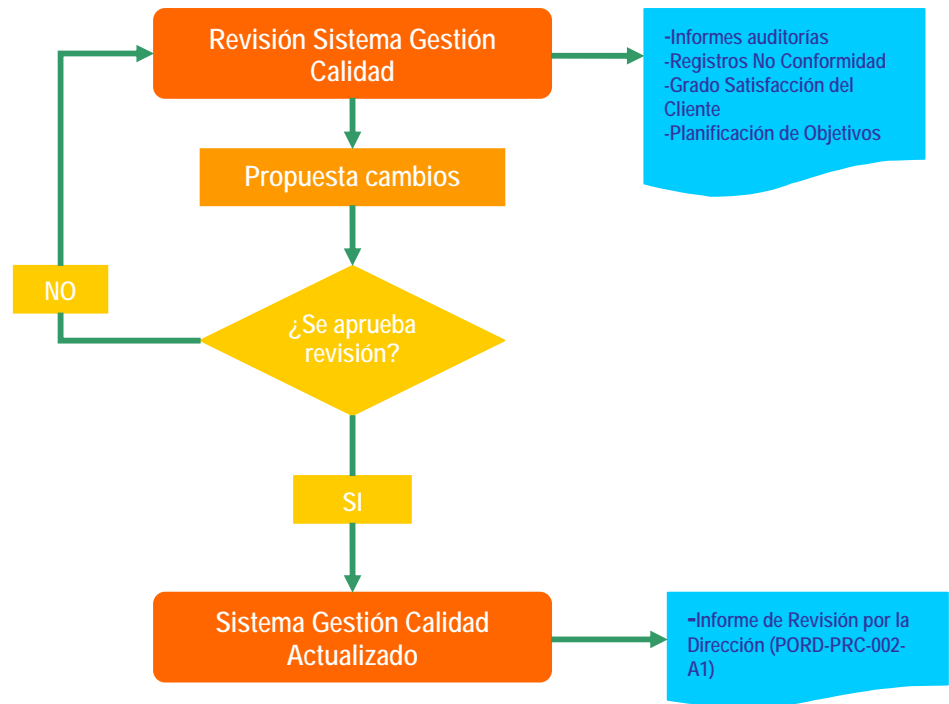 Revisión Sistema Gestión
Calidad
-Informes auditorías
-Registros No Conformidad
-Grado Satisfacción del
Cliente
-Planificación de Objetivos
Propuesta cambios
NO
¿Se aprueba
revisión?
SI
Sistema Gestión Calidad
Actualizado
-Informe de Revisión por la
Dirección (PORD-PRC-002-
A1)